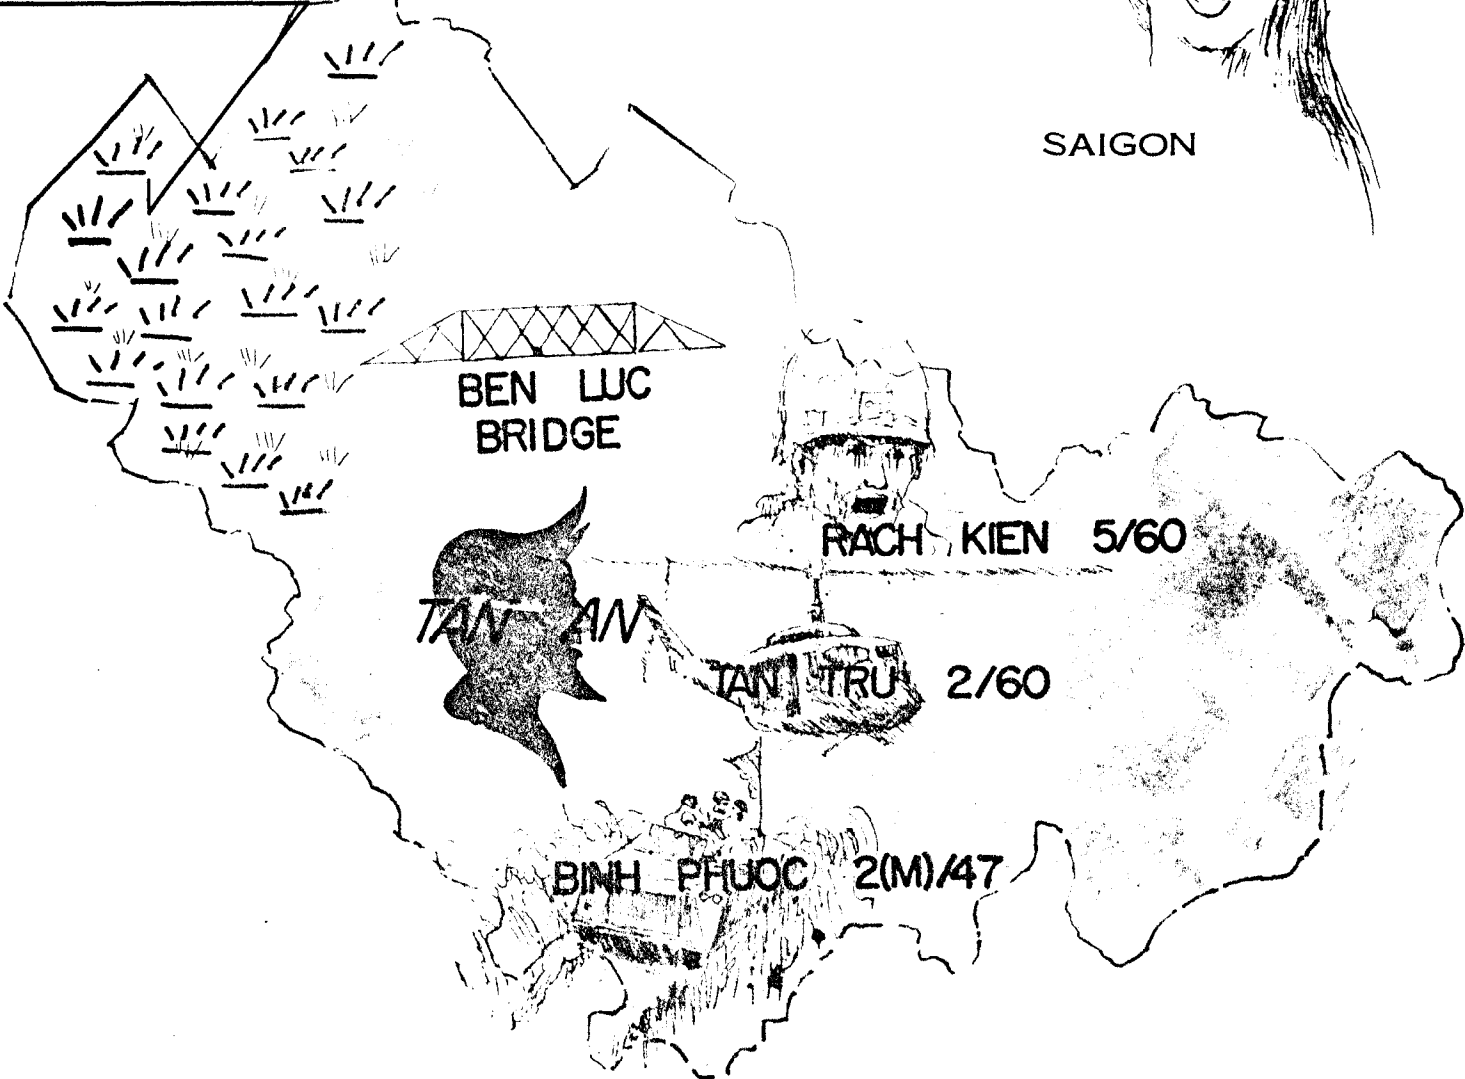 SAIGON
BEN LUC
BRIDGE
RACH KIEN 5/60
TAN AN
TAN TRU 2/60
BINH PHUOC 2(M)/47